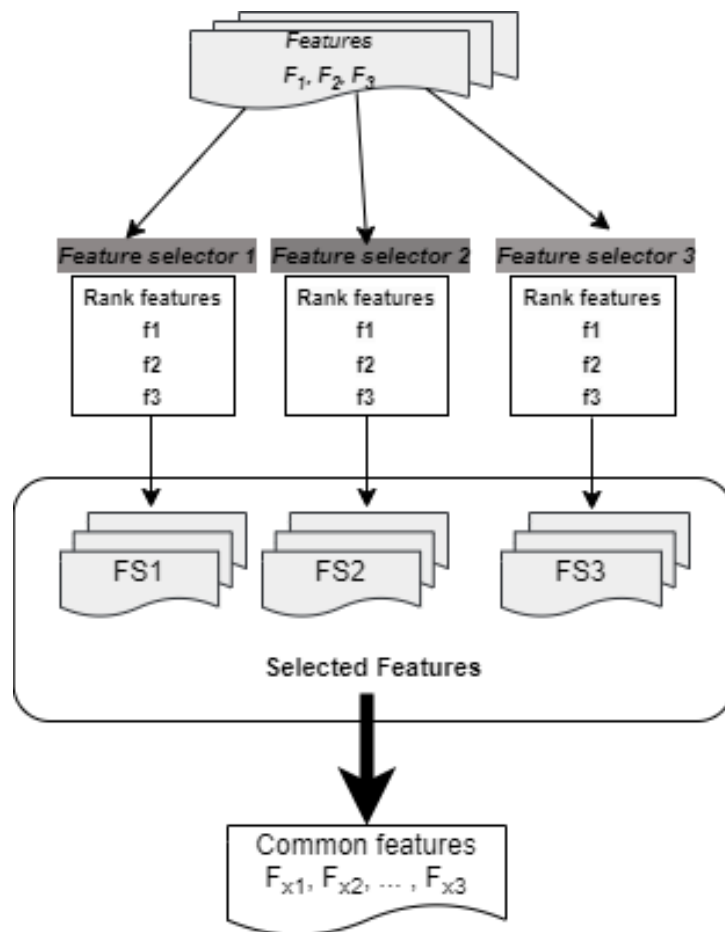 Features
F1, F2, F3
Feature selector 1
Feature selector 2
Feature selector 3
Rank features
f1
f2
f3
Rank features
f1
f2
f3
Rank features
f1
f2
f3
FS1
FS2
FS3
Selected Features
Common features
Fx1, Fx2, ... , Fx3